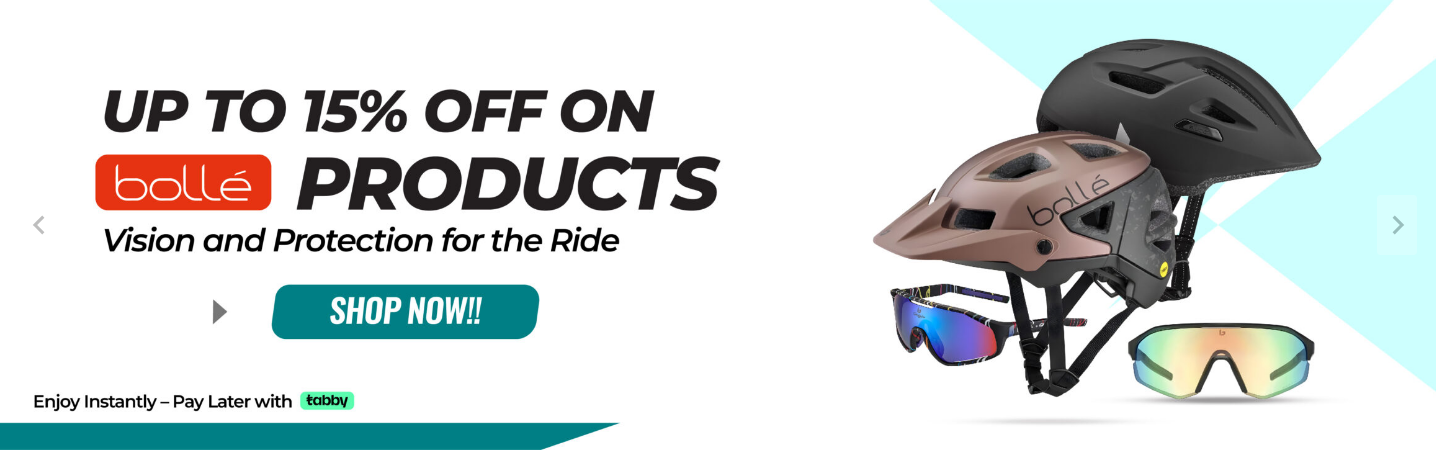 UP TO 15% OFF ON
bollé PRODUCTS
Vision and Protection for the Ride
SHOP NOW!!
Enjoy Instantly – Pay Later with tabby
bollé